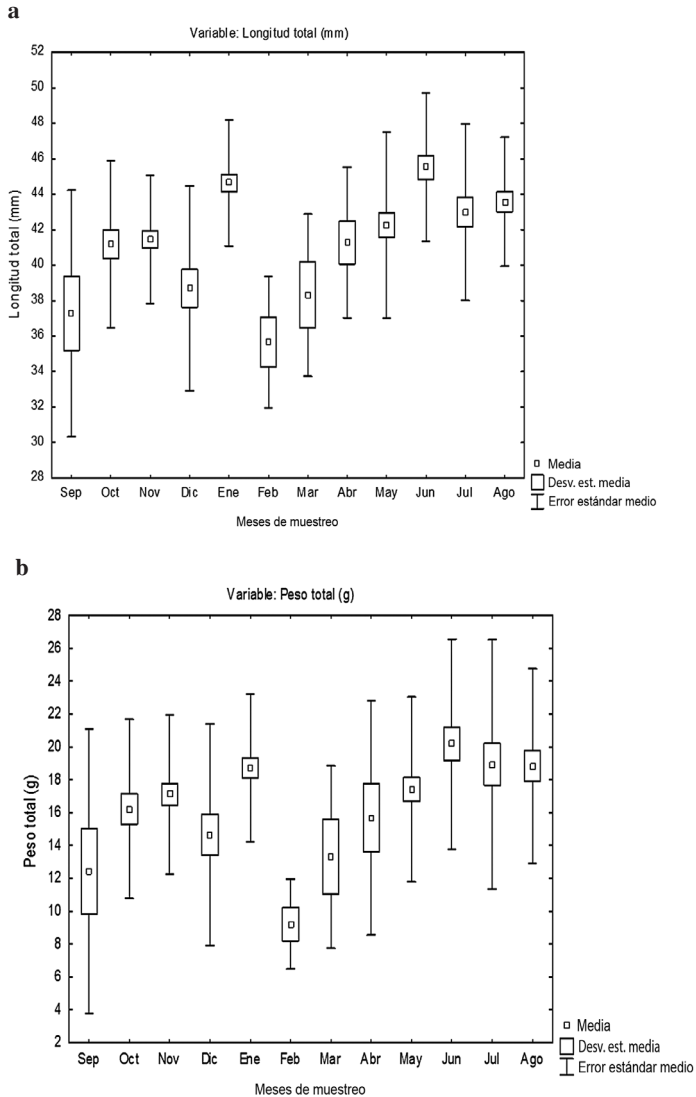 a
Variable: Longitud total (mm)
52
50
48
46
44
42
40
38
36
34
32
30
28
Longitud total (mm)
Sep Oct Nov Dic Ene Feb Mar Abr May Jun Jul Ago
Meses de muestreo
Media
Desv. est. media
Error estándar medio
b
Variable: Peso total (g)
28
26
24
22
20
18
16
14
12
10
8
6
4
2
Peso total (g)
Sep Oct Nov Dic Ene Feb Mar Abr May Jun Jul Ago
Meses de muestreo
Media
Desv. est. media
Error estándar medio